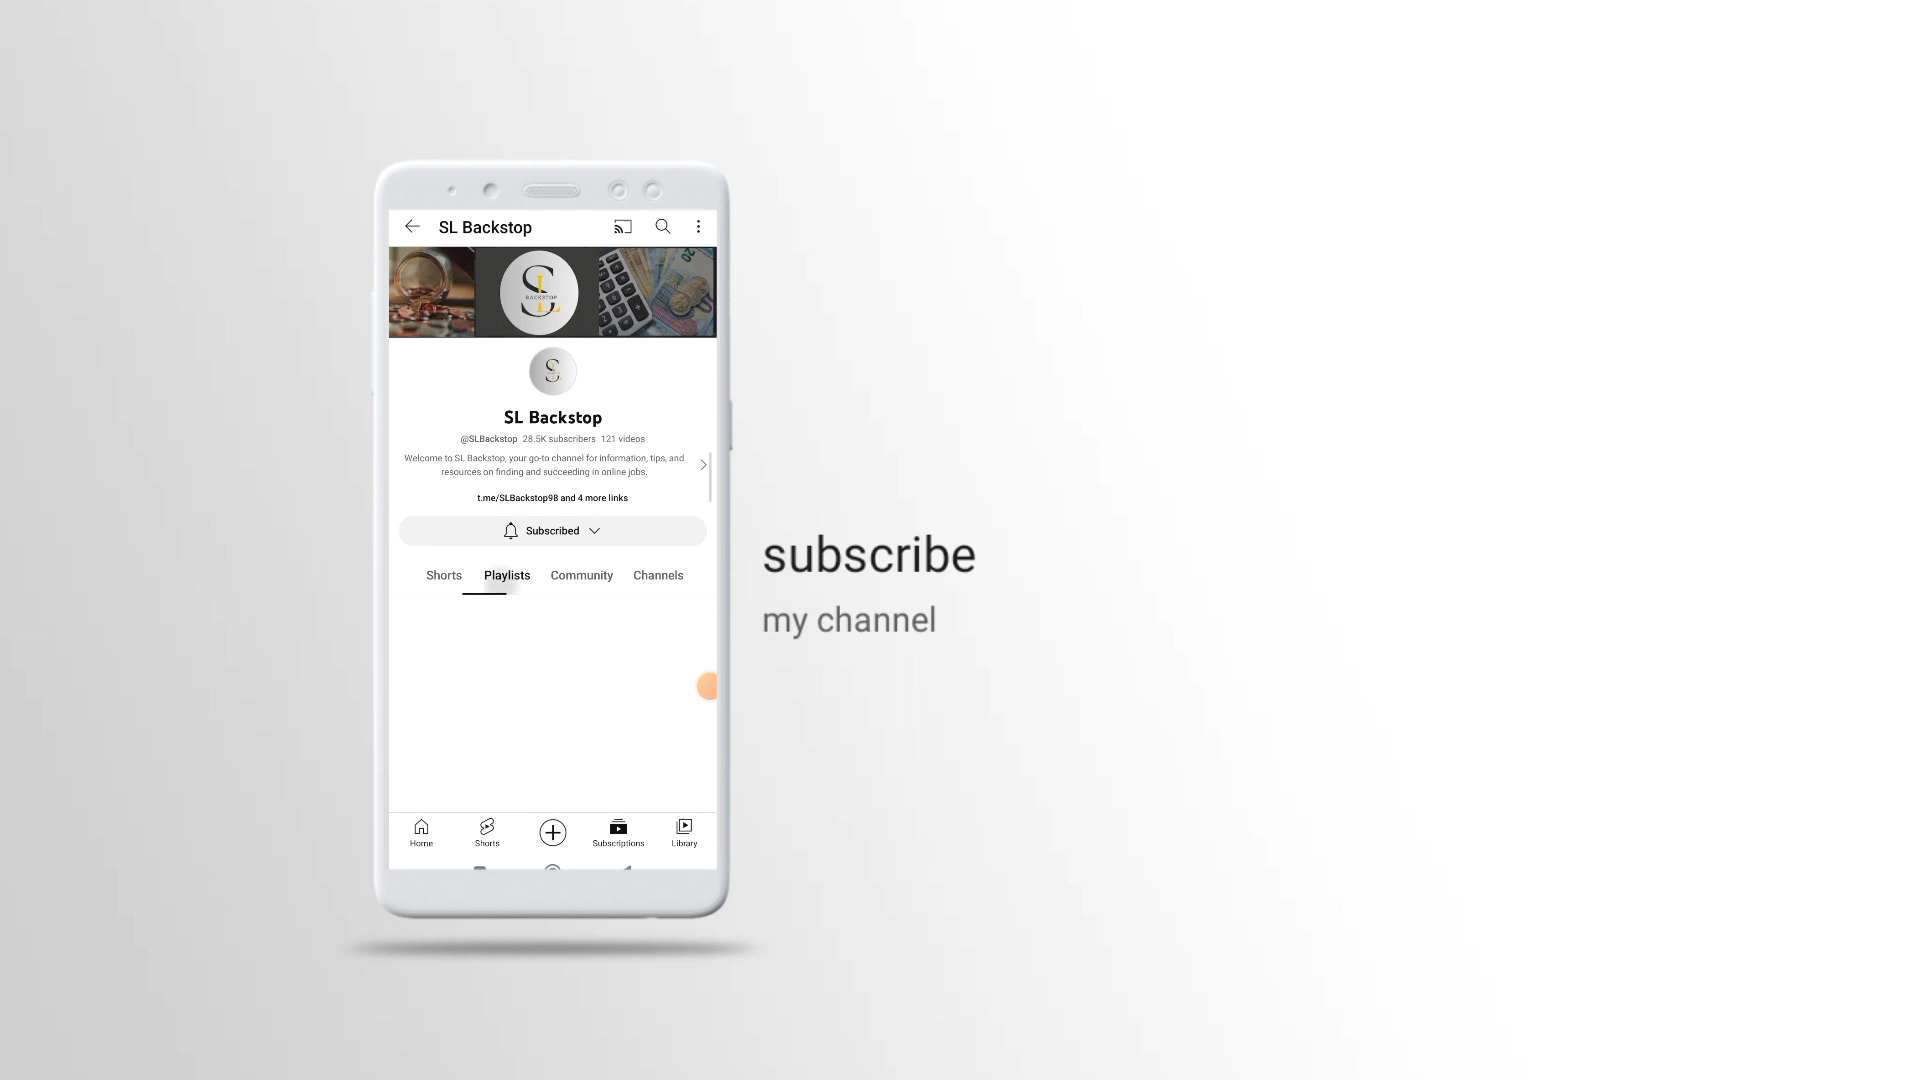 SL Backstop
SL
BACKSTOP
SL Backstop
@SLBackstop 28.5K subscribers 121 videos
Welcome to SL Backstop, your go-to channel for information, tips, and
resources on finding and succeeding in online jobs.
t.me/SLBackstop98 and 4 more links
Subscribed
Shorts Playlists Community Channels
subscribe
my channel
Home Shorts Subscriptions Library